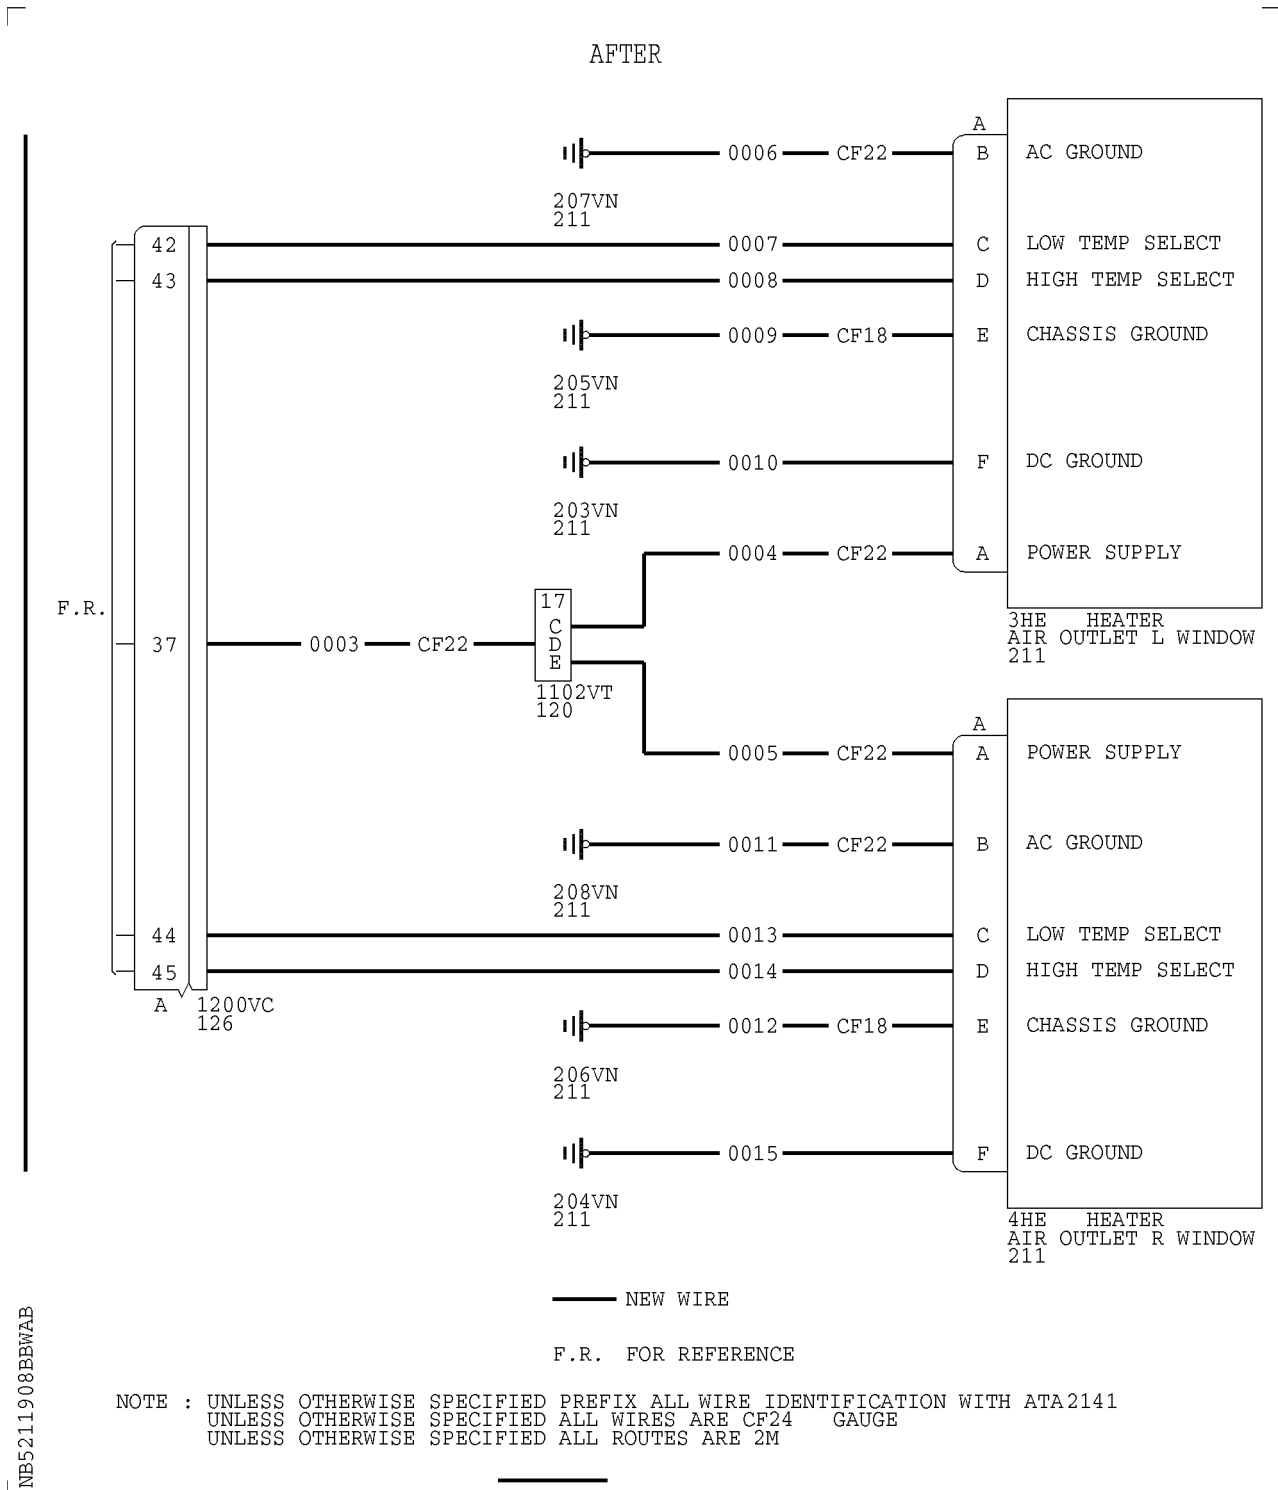 AFTER
A
0006 CF22 B AC GROUND
207VN
211
42 0007 C LOW TEMP SELECT
43 0008 D HIGH TEMP SELECT
0009 CF18 E CHASSIS GROUND
205VN
211
0010 F DC GROUND
203VN
211
0004 CF22 A POWER SUPPLY
17
F.R.
C
3HE HEATER
AIR OUTLET L WINDOW
211
37 0003 CF22 D
E
1102VT
120
A
0005 CF22 A POWER SUPPLY
0011 CF22 B AC GROUND
208VN
211
44 0013 C LOW TEMP SELECT
45 0014 D HIGH TEMP SELECT
A 1200VC
126
0012 CF18 E CHASSIS GROUND
206VN
211
0015 F DC GROUND
204VN
211
4HE HEATER
AIR OUTLET R WINDOW
211
NEW WIRE
F.R. FOR REFERENCE
NOTE : UNLESS OTHERWISE SPECIFIED PREFIX ALL WIRE IDENTIFICATION WITH ATA2141
UNLESS OTHERWISE SPECIFIED ALL WIRES ARE CF24 GAUGE
UNLESS OTHERWISE SPECIFIED ALL ROUTES ARE 2M
NB5211908BBWAB